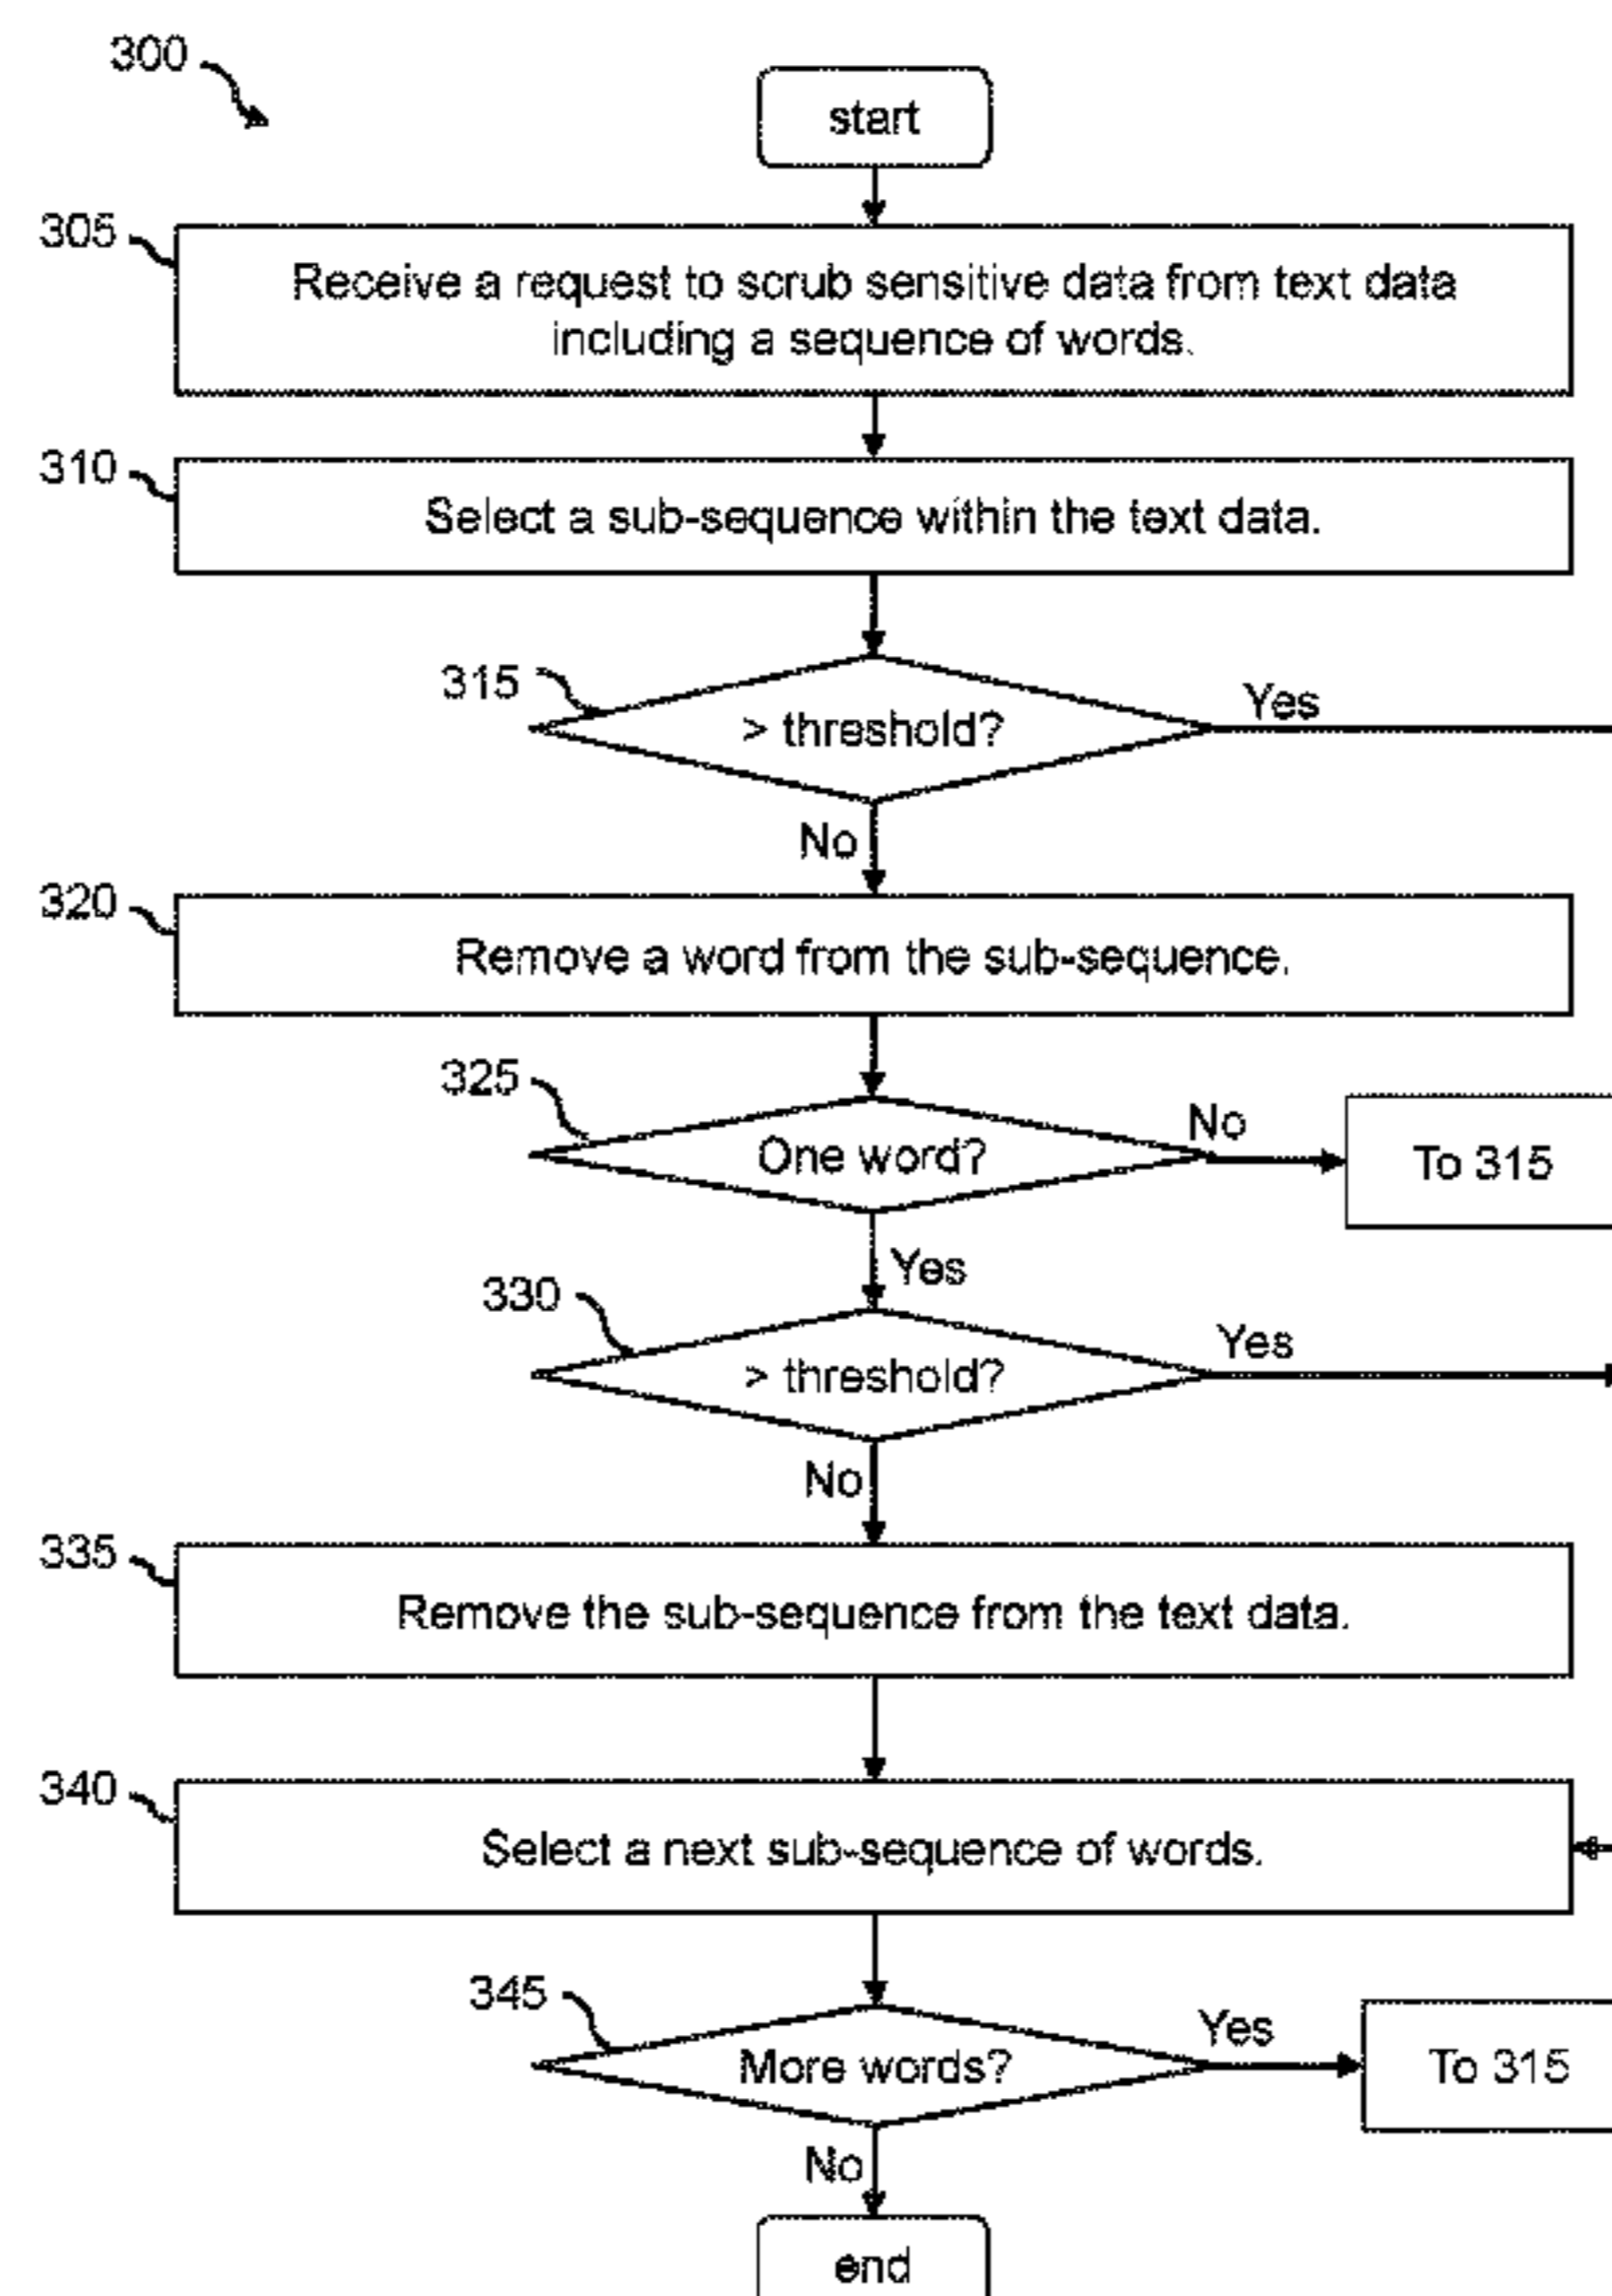 300
start
305
Receive a request to scrub sensitive data from text data
including a sequence of words.
310
Select a sub-sequence within the text data.
315
> threshold?
Yes
No
320
Remove a word from the sub-sequence.
325
One word?
No
To 315
Yes
330
> threshold?
Yes
No
335
Remove the sub-sequence from the text data.
340
Select a next sub-sequence of words.
345
More words?
Yes
To 315
No
end